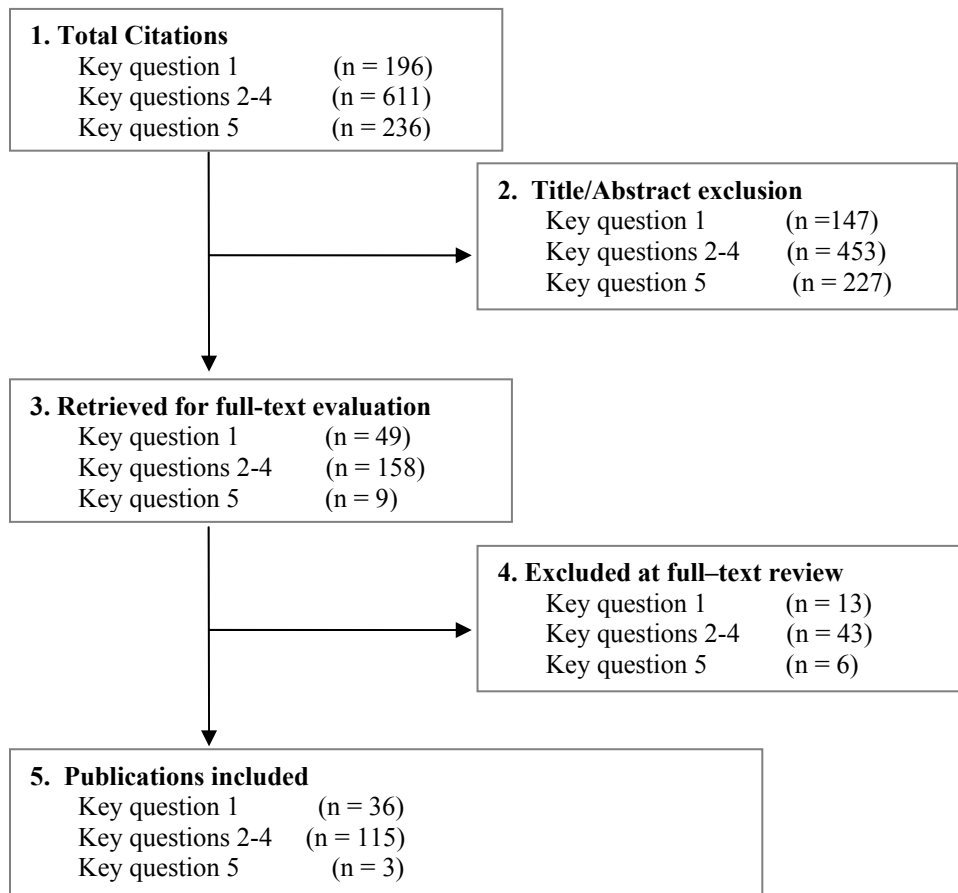 1. Total Citations
Key question 1 (n = 196)
Key questions 2-4 (n = 611)
Key question 5 (n = 236)
2. Title/Abstract exclusion
Key question 1 (n =147)
Key questions 2-4 (n = 453)
Key question 5 (n = 227)
3. Retrieved for full-text evaluation
Key question 1 (n = 49)
Key questions 2-4 (n = 158)
Key question 5 (n = 9)
4. Excluded at full–text review
Key question 1 (n = 13)
Key questions 2-4 (n = 43)
Key question 5 (n = 6)
5. Publications included
Key question 1 (n = 36)
Key questions 2-4 (n = 115)
Key question 5 (n = 3)